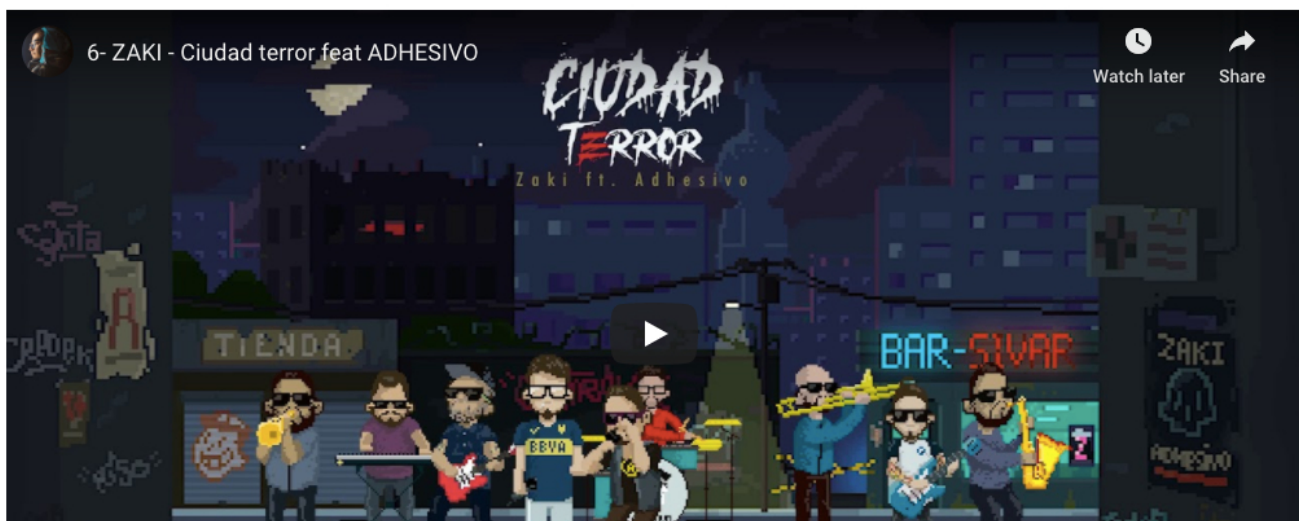 6- ZAKI - Ciudad terror feat ADHESIVO
Watch later
Share
CIUDAD
TERROR
Zaki ft. Adhesivo
TiENDA
BAR-SIVAR
BBVA
A
ZAKI
ADHESIVO